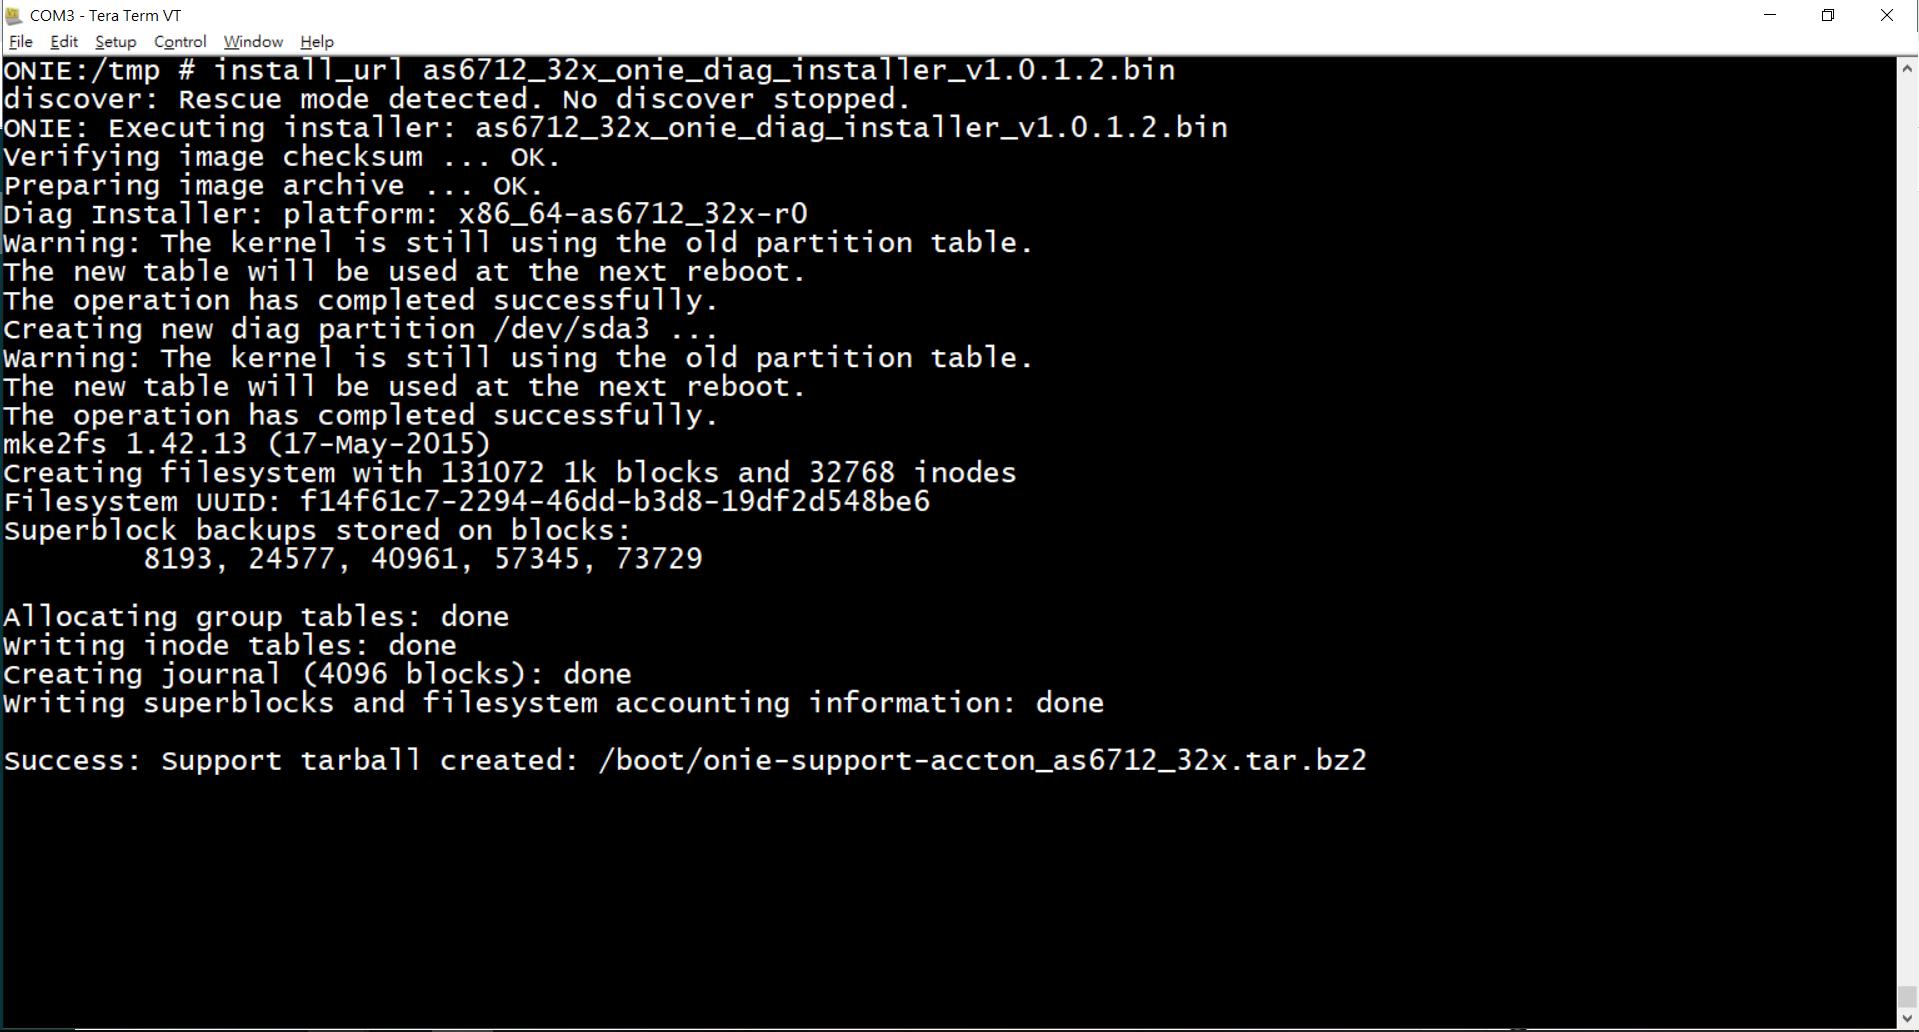 COM3 - Tera Term VT
File Edit Setup Control Window Help
ONIE:/tmp # install_url as6712_32x_onie_diag_installer_v1.0.1.2.bin
discover: Rescue mode detected. No discover stopped.
ONIE: Executing installer: as6712_32x_onie_diag_installer_v1.0.1.2.bin
Verifying image checksum ... OK.
Preparing image archive ... OK.
Diag Installer: platform: x86_64-as6712_32x-r0
Warning: The kernel is still using the old partition table.
The new table will be used at the next reboot.
The operation has completed successfully.
Creating new diag partition /dev/sda3 ...
Warning: The kernel is still using the old partition table.
The new table will be used at the next reboot.
The operation has completed successfully.
mke2fs 1.42.13 (17-May-2015)
Creating filesystem with 131072 1k blocks and 32768 inodes
Filesystem UUID: f14f61c7-2294-46dd-b3d8-19df2d548be6
Superblock backups stored on blocks:
8193, 24577, 40961, 57345, 73729
Allocating group tables: done
Writing inode tables: done
Creating journal (4096 blocks): done
Writing superblocks and filesystem accounting information: done
Success: Support tarball created: /boot/onie-support-accton_as6712_32x.tar.bz2